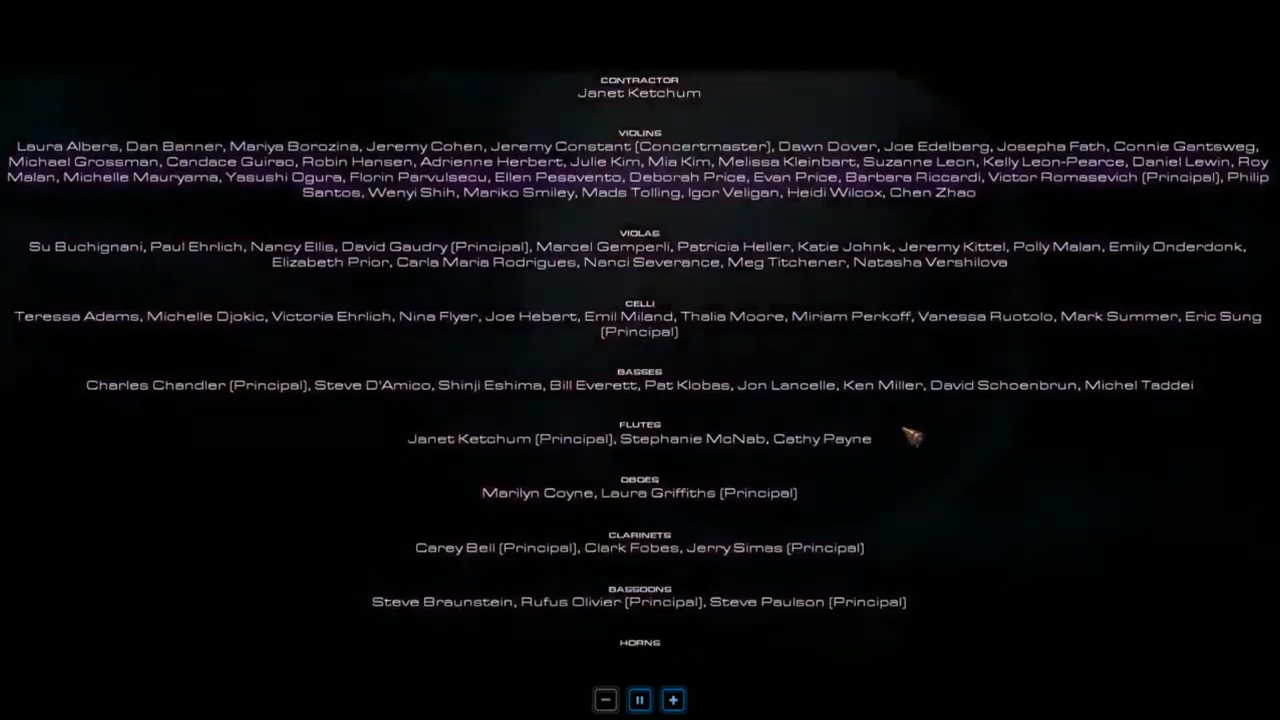 CONTRACTOR
Janet Ketchum
VIOLINS
Laura Albers, Dan Banner, Mariya Borozina, Jeremy Cohen, Jeremy Constant (Concertmaster), Dawn Dover, Joe Edelberg, Josepha Fath, Connie Gantsweg,
Michael Grossman, Candace Guirao, Robin Hansen, Adrienne Herbert, Julie Kim, Mia Kim, Melissa Kleinbart, Suzanne Leon, Kelly Leon-Pearce, Daniel Lewin, Roy
Malan, Michelle Mauryama, Yasushi Ogura, Florin Parvulsecu, Ellen Pesavento, Deborah Price, Evan Price, Barbara Riccardi, Victor Romasevich (Principal), Philip
Santos, Wenyi Shih, Mariko Smiley, Mads Tolling, Igor Veligan, Heidi Wilcox, Chen Zhao
VIOLAS
Su Buchignani, Paul Ehrlich, Nancy Ellis, David Gaudry (Principal), Marcel Gemperli, Patricia Heller, Katie Johnk, Jeremy Kittel, Polly Malan, Emily Onderdonk,
Elizabeth Prior, Carla Maria Rodrigues, Nanci Severance, Meg Titchener, Natasha Vershilova
CELLI
Teressa Adams, Michelle Djokic, Victoria Ehrlich, Nina Flyer, Joe Hebert, Emil Miland, Thalia Moore, Miriam Perkoff, Vanessa Ruotolo, Mark Summer, Eric Sung
(Principal)
BASSES
Charles Chandler (Principal), Steve D'Amico, Shinji Eshima, Bill Everett, Pat Klobas, Jon Lancelle, Ken Miller, David Schoenbrun, Michel Taddei
FLUTES
Janet Ketchum (Principal), Stephanie McNab, Cathy Payne
OBOES
Marilyn Coyne, Laura Griffiths (Principal)
CLARINETS
Carey Bell (Principal), Clark Fobes, Jerry Simas (Principal)
BASSOONS
Steve Braunstein, Rufus Olivier (Principal), Steve Paulson (Principal)
HORNS